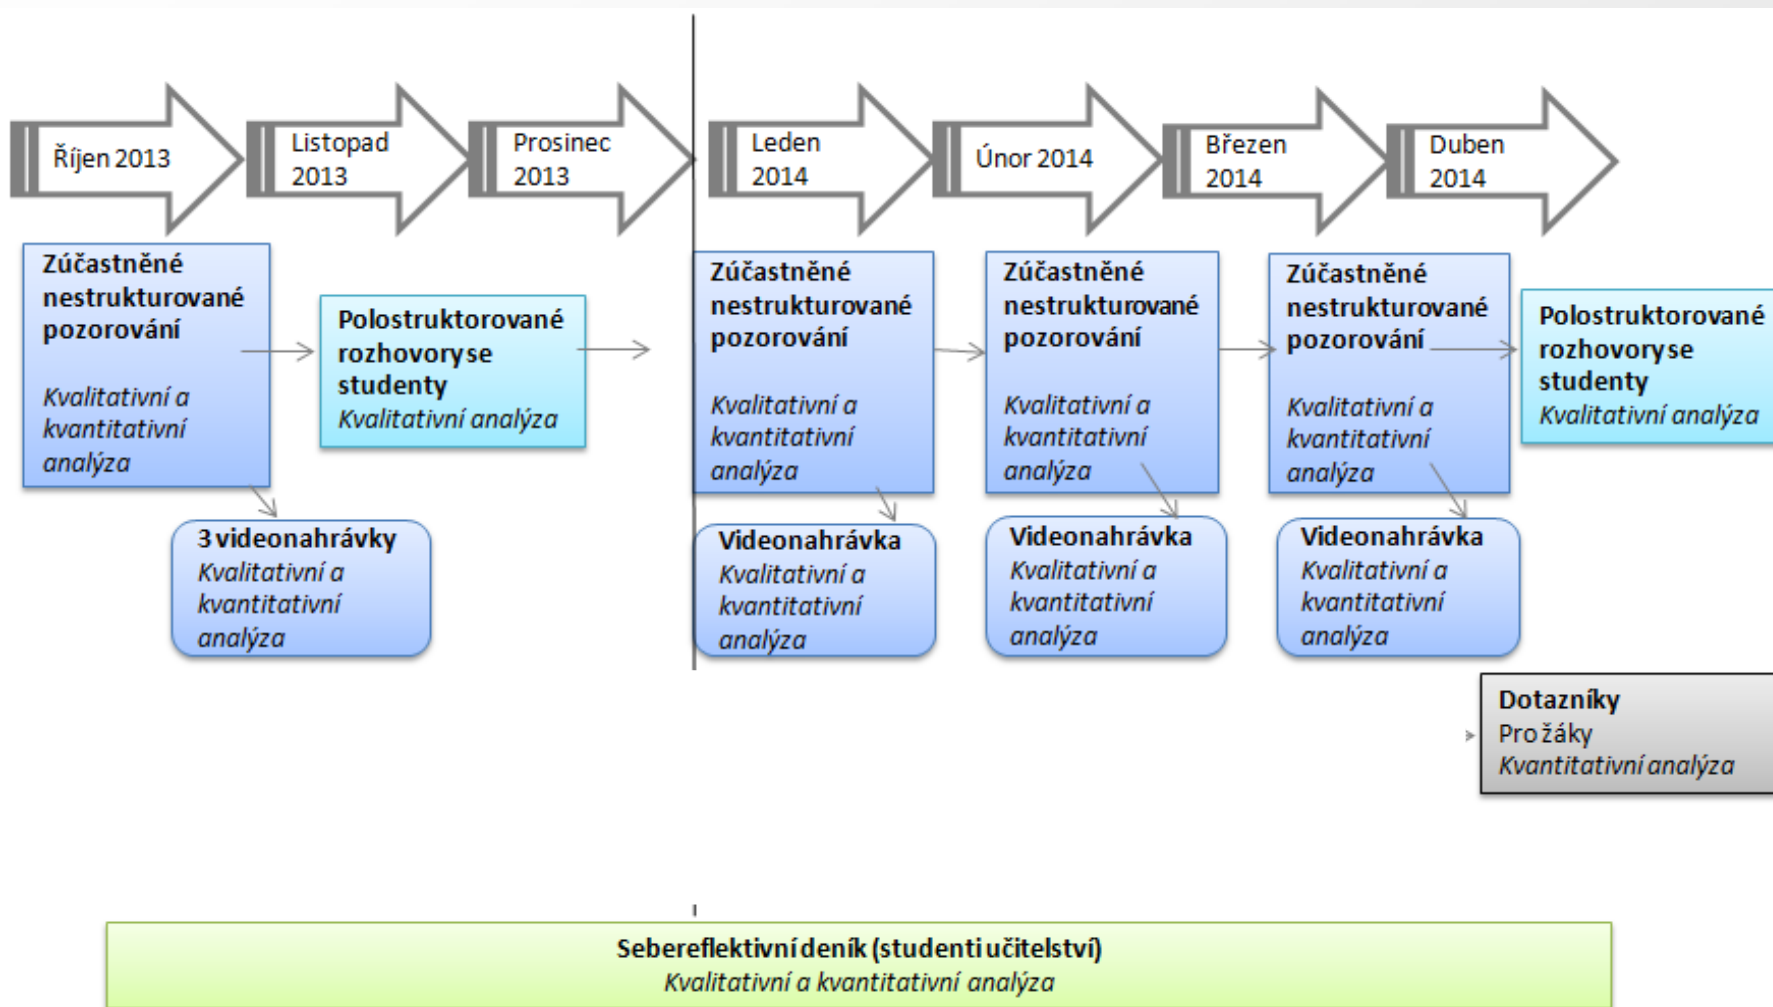 Říjen 2013
Listopad
2013
Prosinec
2013
Leden
2014
Únor 2014
Březen
2014
Duben
2014
Zúčastněné
nestrukturované
pozorování
Kvalitativní a
kvantitativní
analýza
Polostruktorované
rozhovory se
studenty
Kvalitativní analýza
Zúčastněné
nestrukturované
pozorování
Kvalitativní a
kvantitativní
analýza
Zúčastněné
nestrukturované
pozorování
Kvalitativní a
kvantitativní
analýza
Zúčastněné
nestrukturované
pozorování
Kvalitativní a
kvantitativní
analýza
Polostruktorované
rozhovory se
studenty
Kvalitativní analýza
3 videonahrávky
Kvalitativní a
kvantitativní
analýza
Videonahrávka
Kvalitativní a
kvantitativní
analýza
Videonahrávka
Kvalitativní a
kvantitativní
analýza
Videonahrávka
Kvalitativní a
kvantitativní
analýza
Dotazníky
Pro žáky
Kvantitativní analýza
Sebereflektivní deník (studenti učitelství)
Kvalitativní a kvantitativní analýza